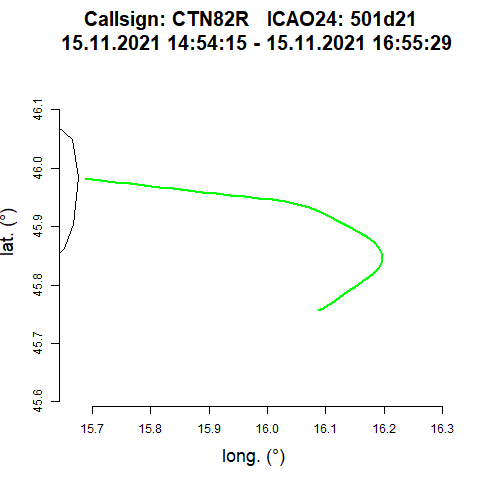 Callsign: CTN82R ICAO24: 501d21
15.11.2021 14:54:15 - 15.11.2021 16:55:29
46.1
46.0
45.9
45.8
45.7
45.6
lat. (°)
15.7 15.8 15.9 16.0 16.1 16.2 16.3
long. (°)